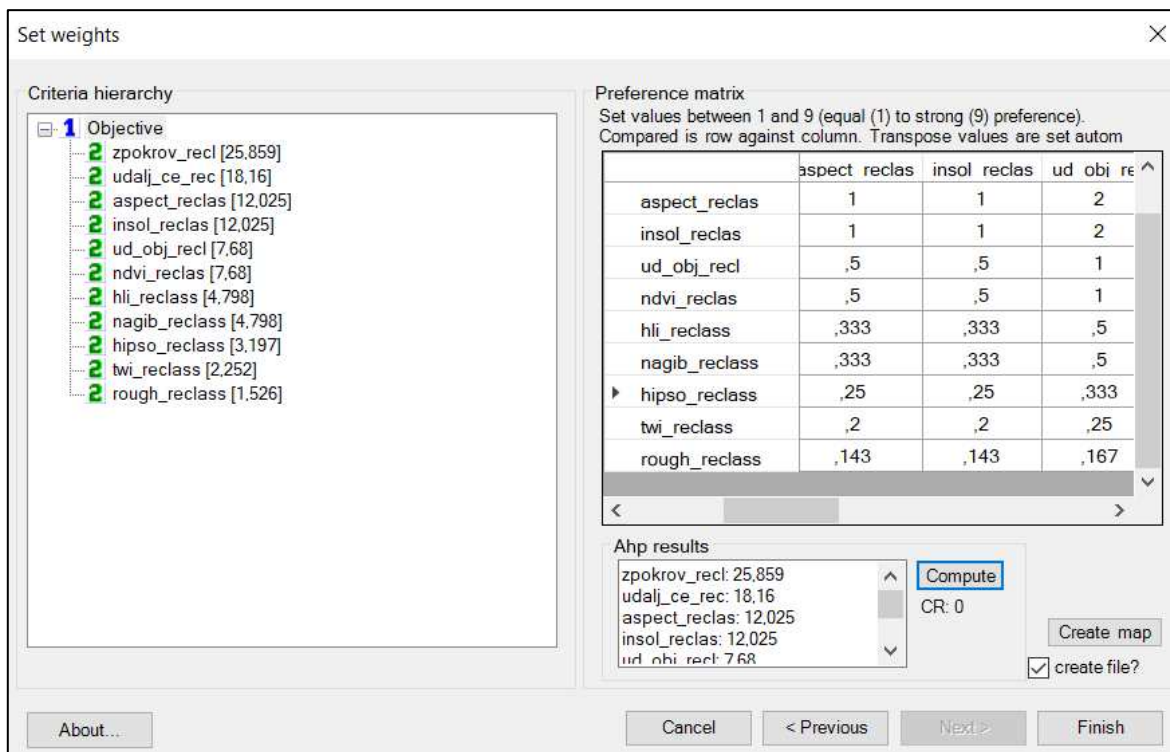 Set weights
Criteria hierarchy
1 Objective
2 zpokrov_recl [25,859]
2 udalj_ce_rec [18,16]
2 aspect_reclas [12,025]
2 insol_reclas [12,025]
2 ud_obj_recl [7,68]
2 ndvi_reclas [7,68]
2 hli_reclass [4,798]
2 nagib_reclass [4,798]
2 hipso_reclass [3,197]
2 twi_reclass [2,252]
2 rough_reclass [1,526]
Preference matrix
Set values between 1 and 9 (equal (1) to strong (9) preference).
Compared is row against column. Transpose values are set autom
aspect_reclas insol_reclas ud_obj_re
aspect_reclas 1 1 2
insol_reclas 1 1 2
ud_obj_recl ,5 ,5 1
ndvi_reclas ,5 ,5 1
hli_reclass ,333 ,333 ,5
nagib_reclass ,333 ,333 ,5
hipso_reclass ,25 ,25 ,333
twi_reclass ,2 ,2 ,25
rough_reclass ,143 ,143 ,167
Ahp results
zpokrov_recl: 25,859
udalj_ce_rec: 18,16
aspect_reclas: 12,025
insol_reclas: 12,025
ud_obj_recl: 7,68
Compute
CR: 0
Create map
create file?
About...
Cancel
< Previous
Next >
Finish